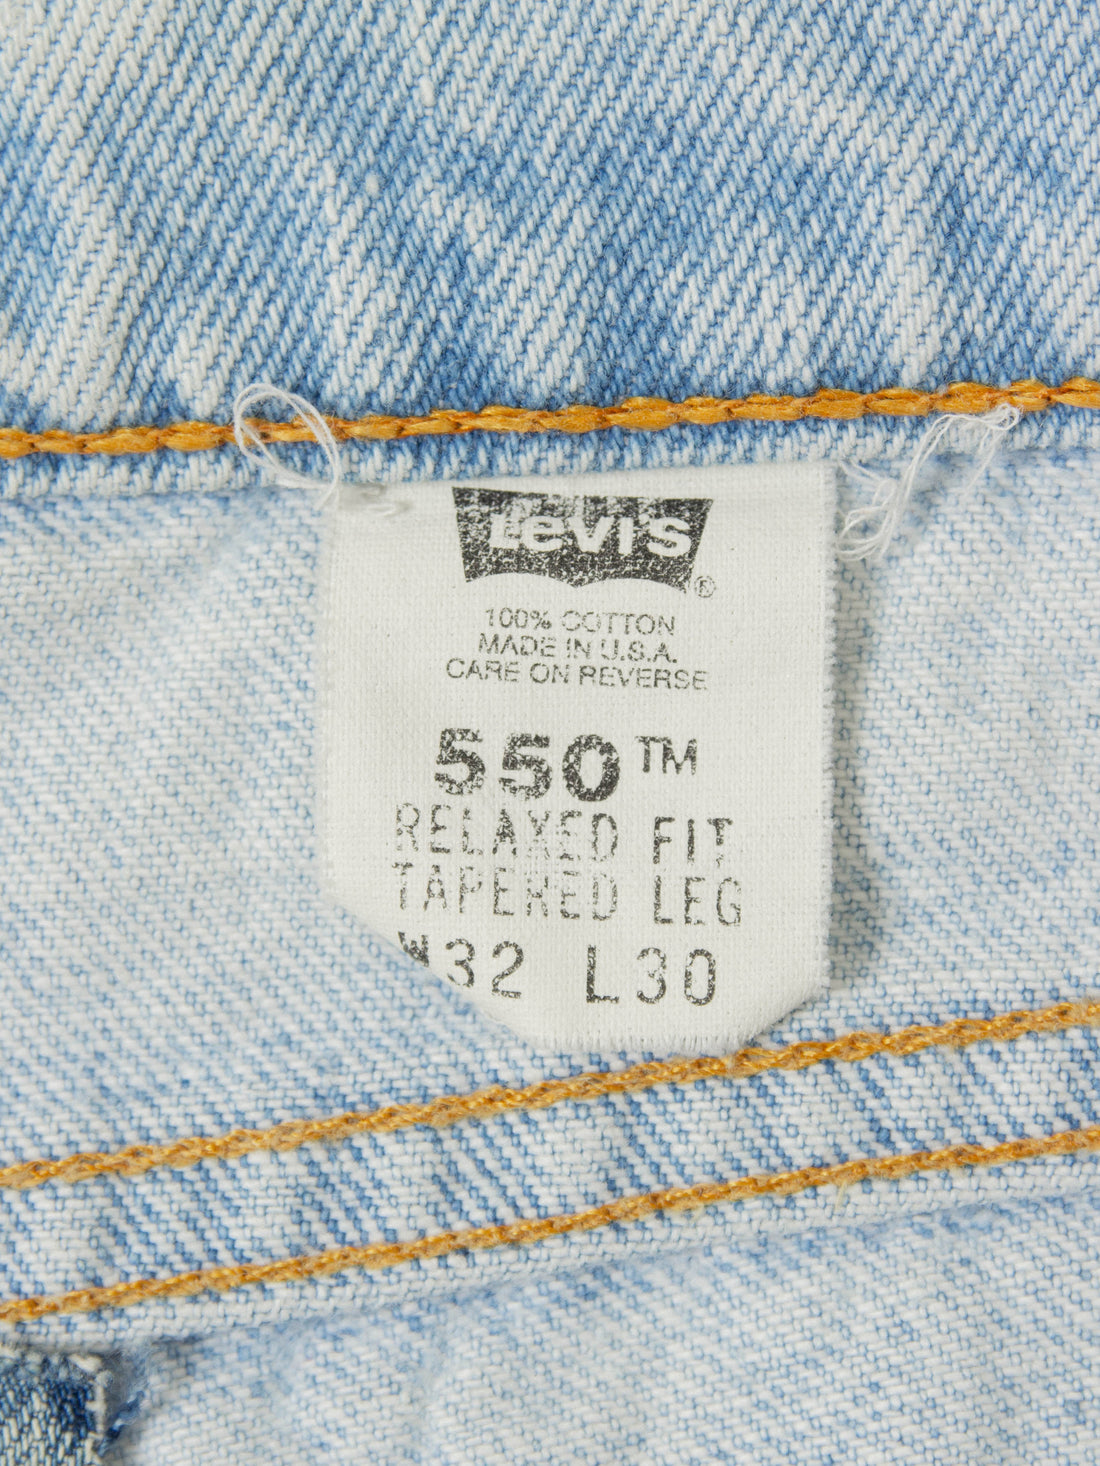 Levi's ®
100% COTTON
MADE IN U.S.A.
CARE ON REVERSE
550™
RELAXED FIT
TAPERED LEG
W32 L30